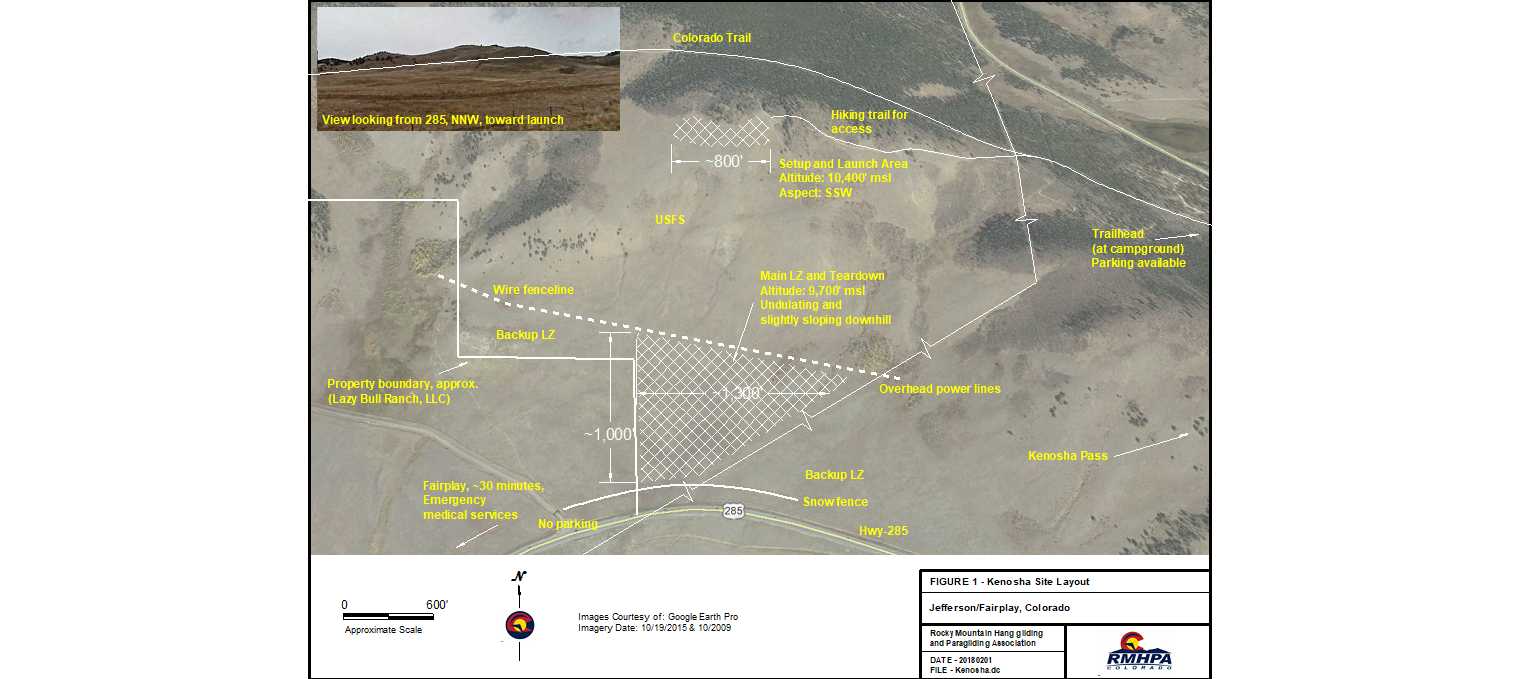 Colorado Trail
View looking from 285, NNW, toward launch
Hiking trail for
access
~800'
Setup and Launch Area
Altitude: 10,400' msl
Aspect: SSW
USFS
Trailhead
(at campground)
Parking available
Main LZ and Teardown
Altitude: 9,700' msl
Undulating and
slightly sloping downhill
Wire fenceline
Backup LZ
Property boundary, approx.
(Lazy Bull Ranch, LLC)
~1,300'
Overhead power lines
~1,000'
Kenosha Pass
Backup LZ
Fairplay, ~30 minutes,
Emergency
medical services
Snow fence
No parking
285
Hwy-285
0 600'
Approximate Scale
N
Images Courtesy of: Google Earth Pro
Imagery Date: 10/19/2015 & 10/2009
FIGURE 1 - Kenosha Site Layout
Jefferson/Fairplay, Colorado
Rocky Mountain Hang gliding
and Paragliding Association
DATE - 20180201
FILE - Kenosha.dc
RMHPA
COLORADO